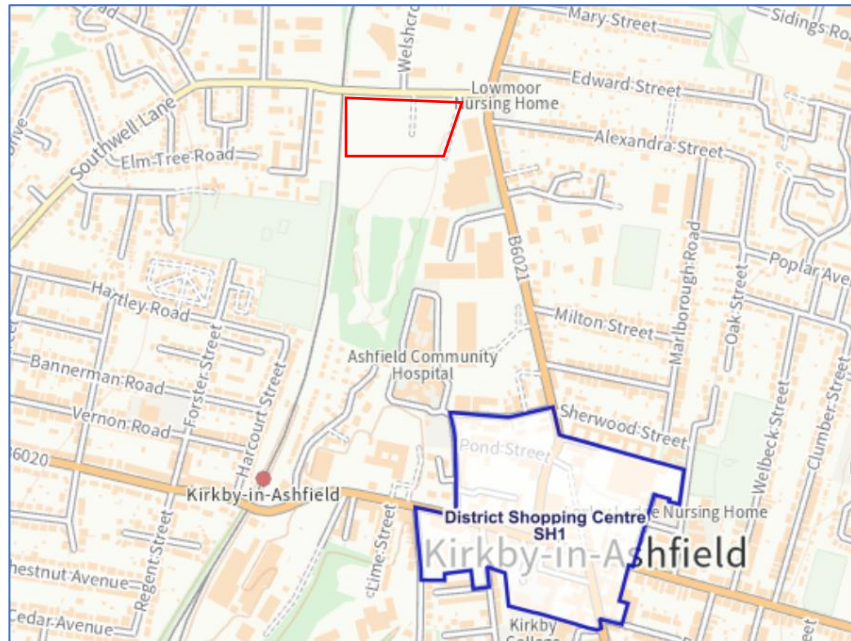 Mary Street
Sidings Roa
Welshcro
Lowmoor
Nursing Home
Edward Street
Southwell Lane
Drive
Elm Tree Road
Alexandra Street
B6021
Marlborough Road
Oak Street
Poplar Ave
Hartley Road
Milton Street
Ashfield Community
Hospital
Bannerman Road
Forster Street
Harcourt Street
Vernon Road
Sherwood Street
Welbeck Street
Clumber Street
Pond Street
B6020
Kirkby-in-Ashfield
District Shopping Centre
SH1
Nursing Home
Kirkby-in-Ashfield
Lime Street
Chestnut Avenue
Regent Street
Cedar Avenue
Kirkby